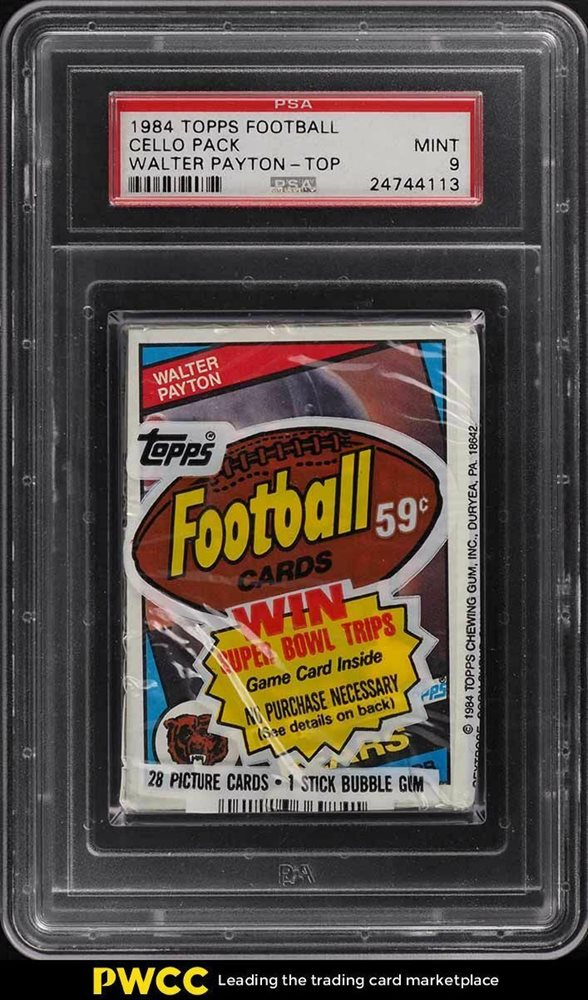 PSA
1984 TOPPS FOOTBALL
CELLO PACK MINT
WALTER PAYTON – TOP 9
PSA 24744113
WALTER
PAYTON
TOPPS®
Football 59¢
CARDS
WIN
SUPER BOWL TRIPS
Game Card Inside
NO PURCHASE NECESSARY
(See details on back)
28 PICTURE CARDS • 1 STICK BUBBLE GUM
© 1984 TOPPS CHEWING GUM, INC., DURYEA, PA. 18642
PWCC Leading the trading card marketplace